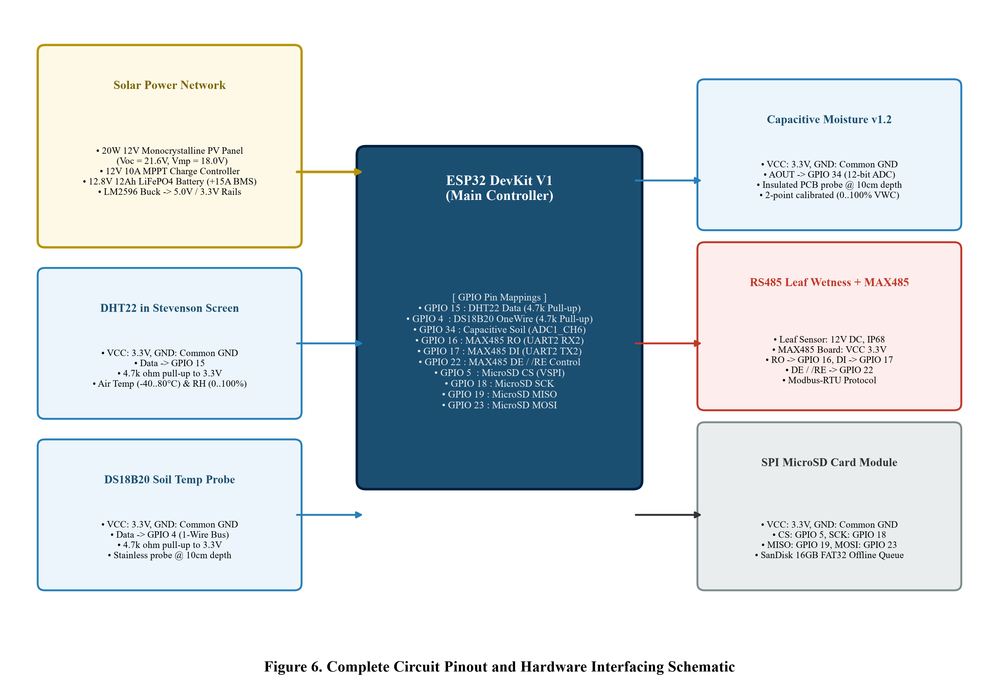 Solar Power Network
• 20W 12V Monocrystalline PV Panel
(Voc = 21.6V, Vmp = 18.0V)
• 12V 10A MPPT Charge Controller
• 12.8V 12Ah LiFePO4 Battery (+15A BMS)
• LM2596 Buck -> 5.0V / 3.3V Rails
DHT22 in Stevenson Screen
• VCC: 3.3V, GND: Common GND
• Data -> GPIO 15
• 4.7k ohm pull-up to 3.3V
• Air Temp (-40..80°C) & RH (0..100%)
DS18B20 Soil Temp Probe
• VCC: 3.3V, GND: Common GND
• Data -> GPIO 4 (1-Wire Bus)
• 4.7k ohm pull-up to 3.3V
• Stainless probe @ 10cm depth
ESP32 DevKit V1
(Main Controller)
[ GPIO Pin Mappings ]
• GPIO 15 : DHT22 Data (4.7k Pull-up)
• GPIO 4  : DS18B20 OneWire (4.7k Pull-up)
• GPIO 34 : Capacitive Soil (ADC1_CH6)
• GPIO 16 : MAX485 RO (UART2 RX2)
• GPIO 17 : MAX485 DI (UART2 TX2)
• GPIO 22 : MAX485 DE / /RE Control
• GPIO 5  : MicroSD CS (VSPI)
• GPIO 18 : MicroSD SCK
• GPIO 19 : MicroSD MISO
• GPIO 23 : MicroSD MOSI
Capacitive Moisture v1.2
• VCC: 3.3V, GND: Common GND
• AOUT -> GPIO 34 (12-bit ADC)
• Insulated PCB probe @ 10cm depth
• 2-point calibrated (0..100% VWC)
RS485 Leaf Wetness + MAX485
• Leaf Sensor: 12V DC, IP68
• MAX485 Board: VCC 3.3V
• RO -> GPIO 16, DI -> GPIO 17
• DE / /RE -> GPIO 22
• Modbus-RTU Protocol
SPI MicroSD Card Module
• VCC: 3.3V, GND: Common GND
• CS: GPIO 5, SCK: GPIO 18
• MISO: GPIO 19, MOSI: GPIO 23
• SanDisk 16GB FAT32 Offline Queue
Figure 6. Complete Circuit Pinout and Hardware Interfacing Schematic